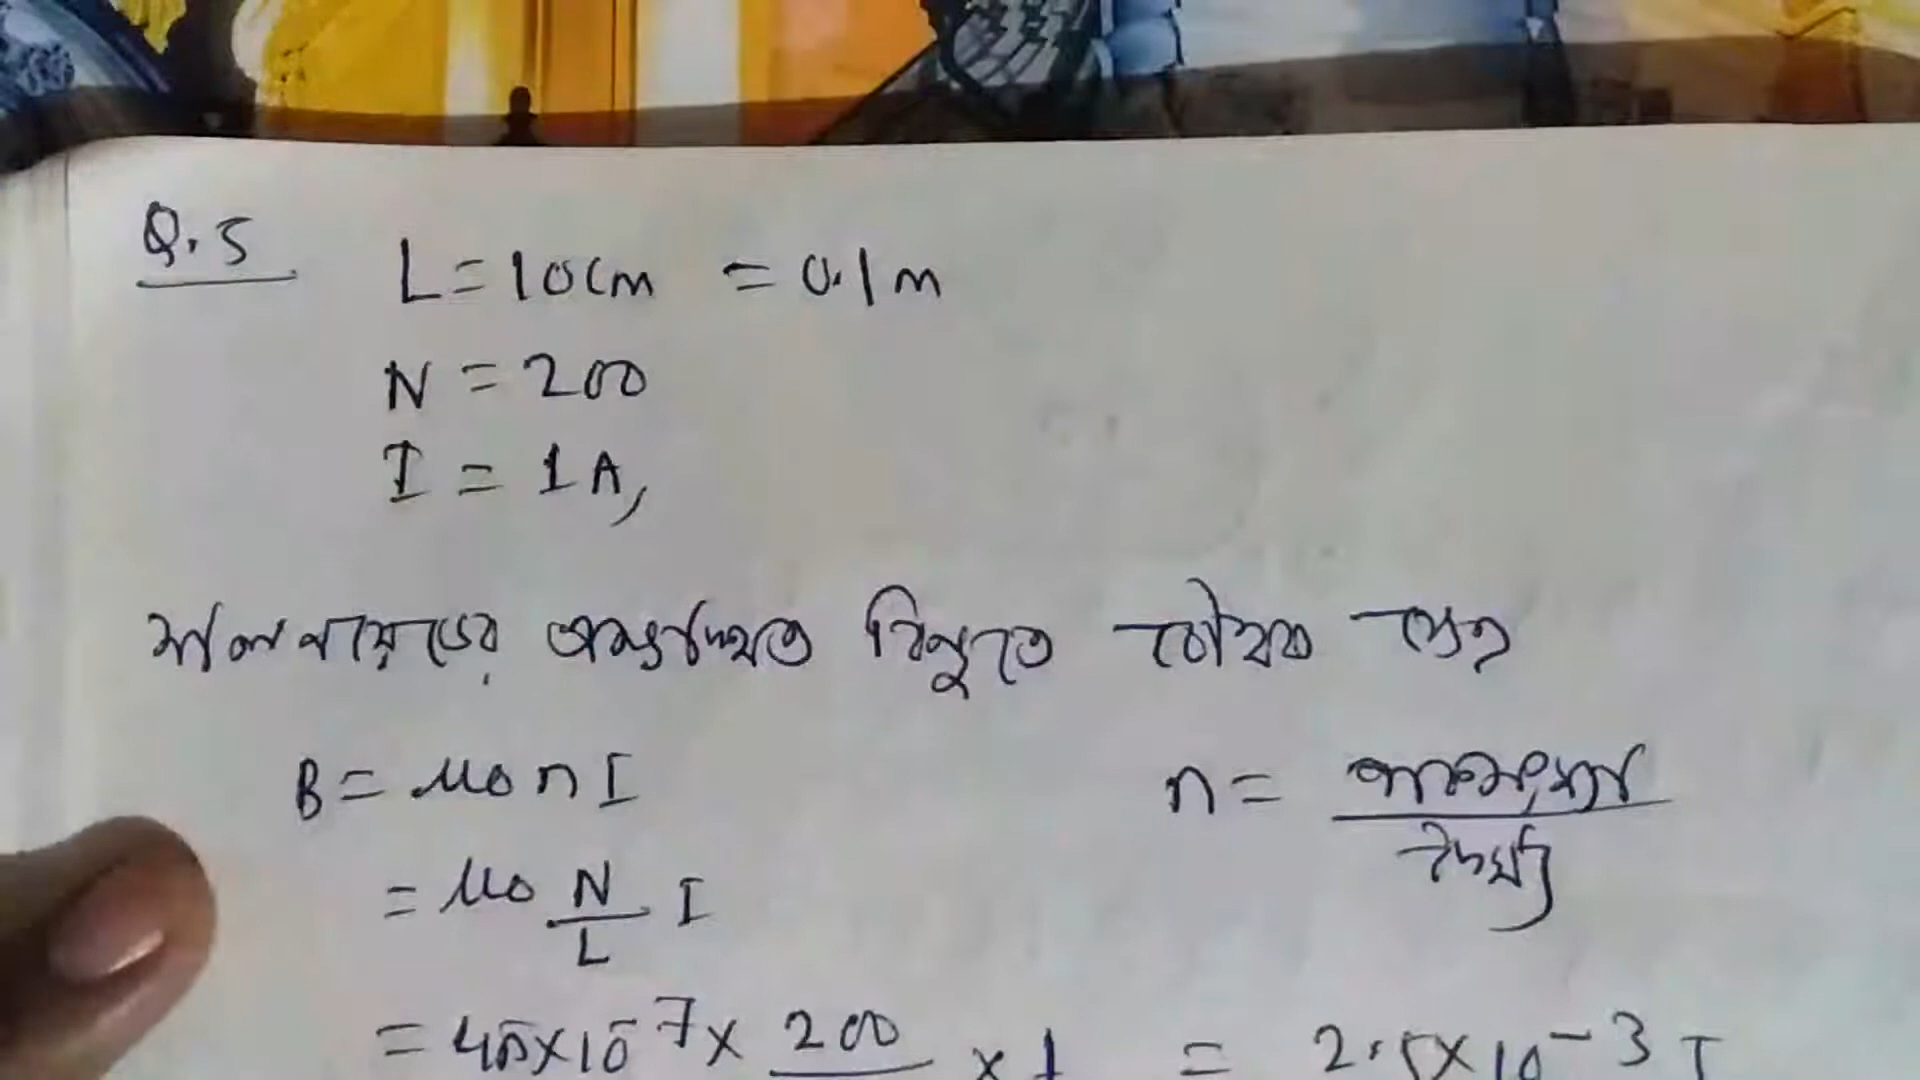 Q.5
L = 10cm = 0.1m
N = 200
I = 1A,
সলিনয়েডের অভ্যন্তরে বিন্দুতে চৌম্বক ক্ষেত্র
B = μ0 n I
n = পাকসংখ্যা / দৈর্ঘ্য
= μ0 N/L I
= 4π×10^-7 × 200 × 1 = 2.5×10^-3 T